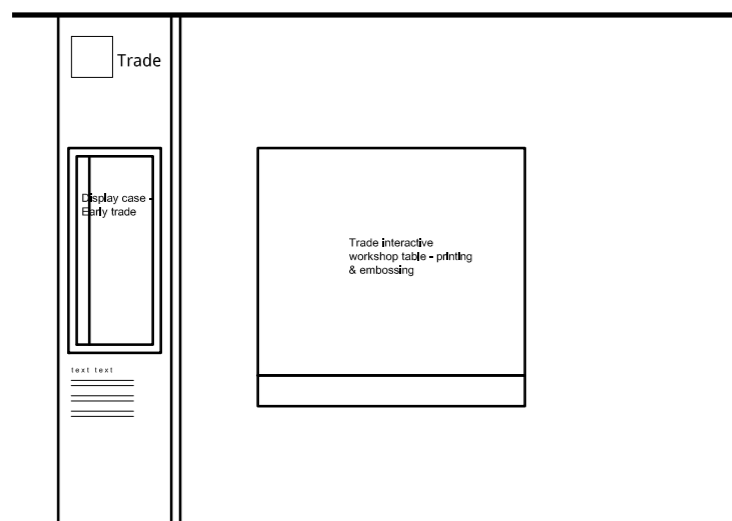 Trade
Display case -
Early trade
Trade interactive
workshop table - printing
& embossing
text text